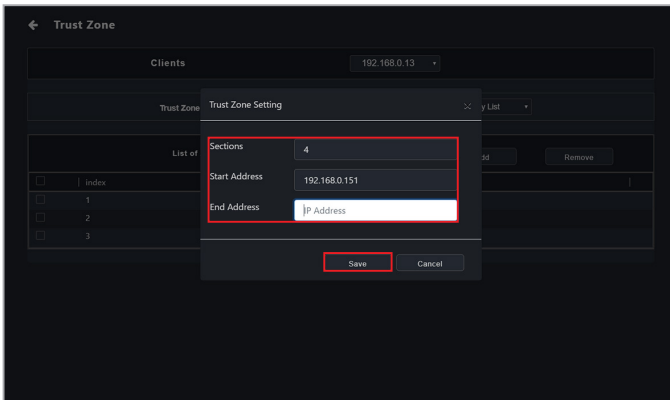 Trust Zone
Clients 192.168.0.13
Trust Zone y List
Trust Zone Setting
Sections 4
Start Address 192.168.0.151
End Address IP Address
Save Cancel
List of dd Remove
index
1
2
3